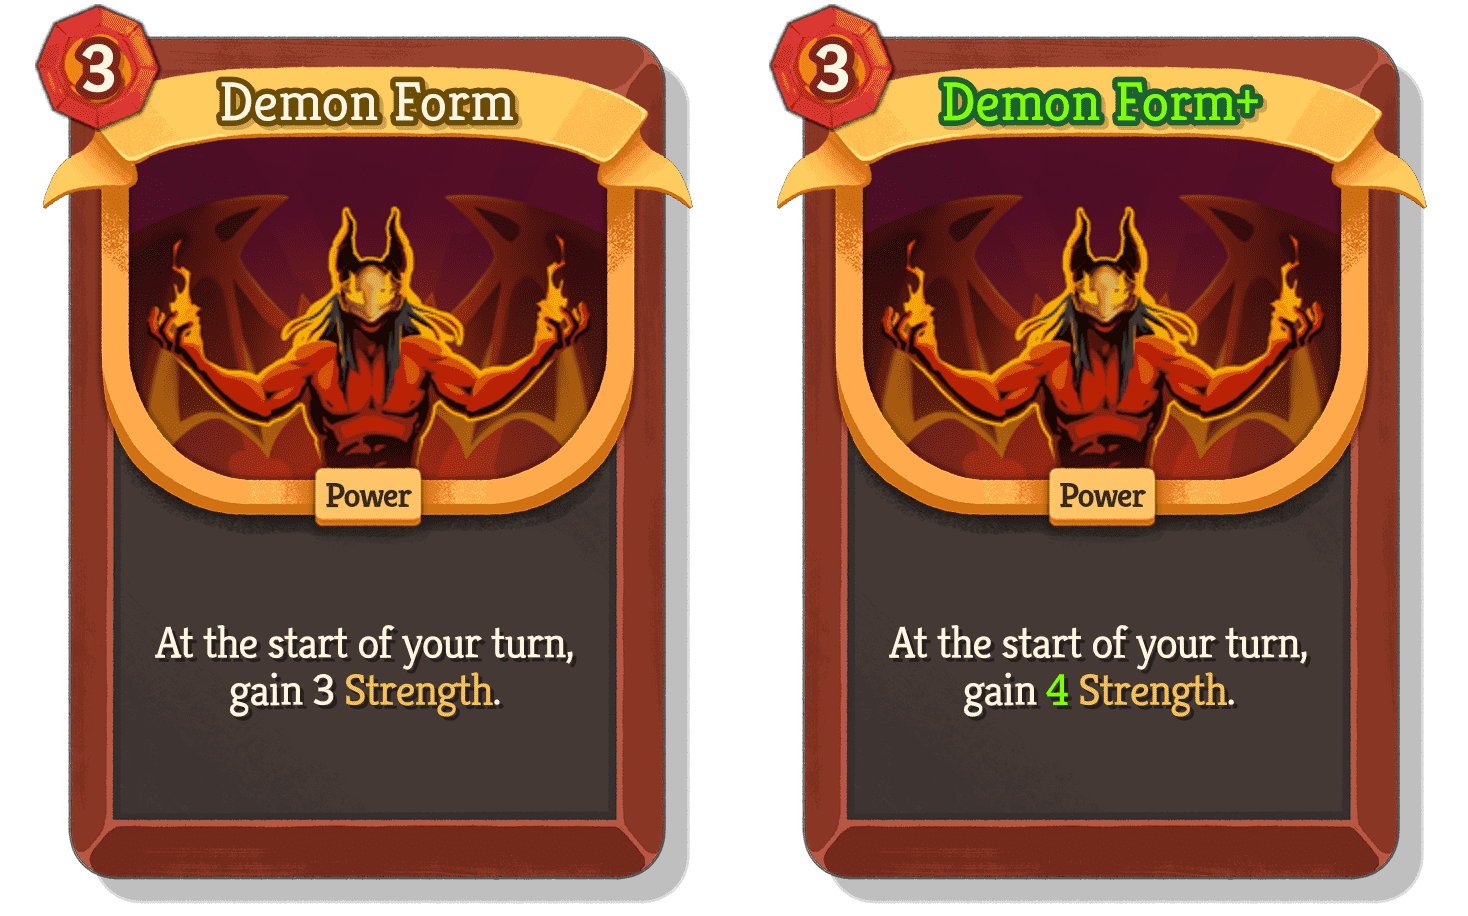 3
Demon Form
Power
At the start of your turn,
gain 3 Strength.
3
Demon Form+
Power
At the start of your turn,
gain 4 Strength.